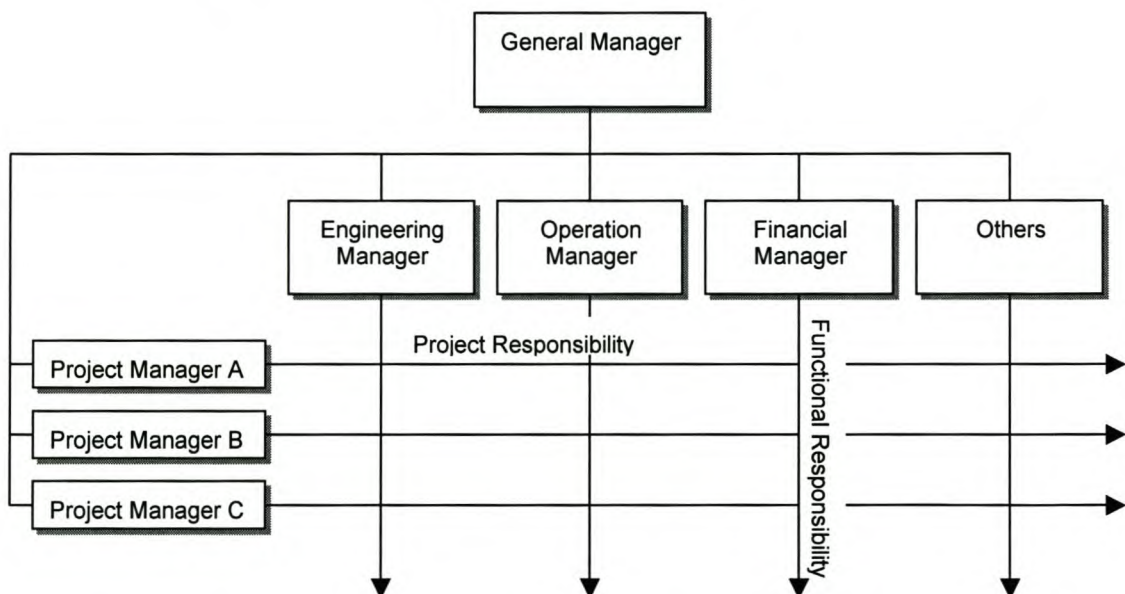 General Manager
Engineering
Manager
Operation
Manager
Financial
Manager
Others
Project Responsibility
Functional Responsibility
Project Manager A
Project Manager B
Project Manager C